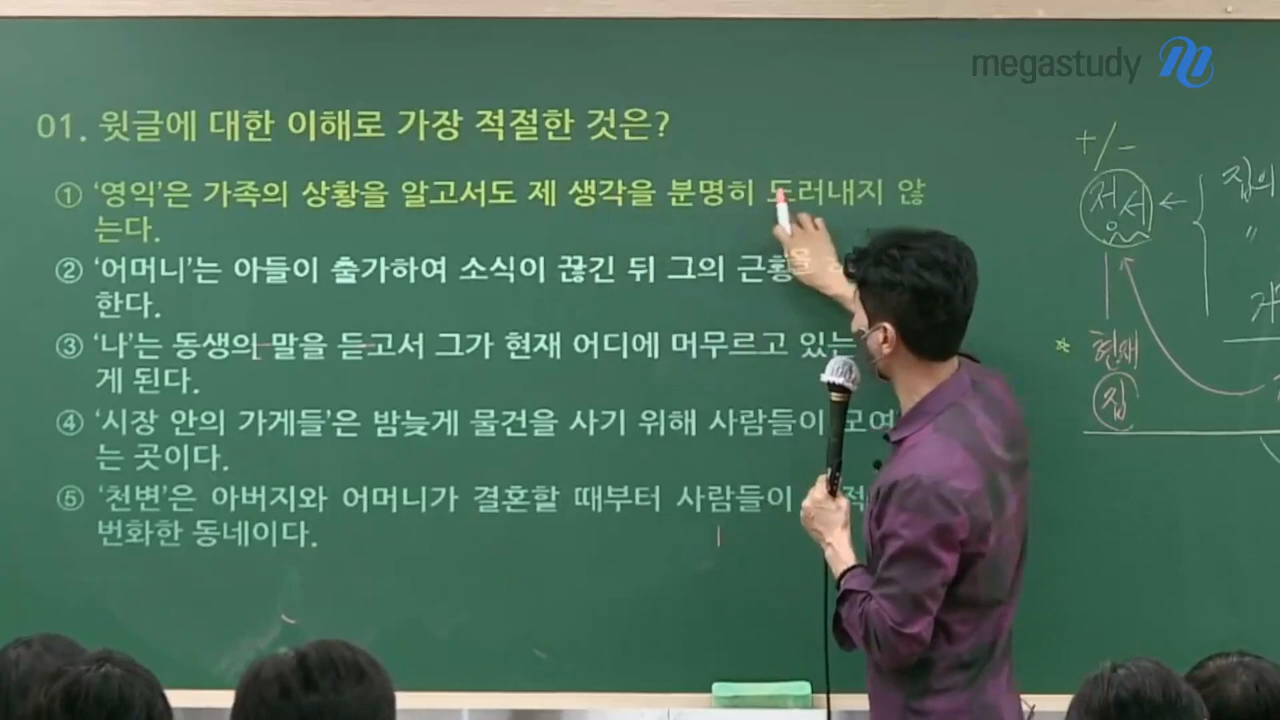 megastudy
01. 윗글에 대한 이해로 가장 적절한 것은?
① ‘영익’은 가족의 상황을 알고서도 제 생각을 분명히 드러내지 않
는다.
② ‘어머니’는 아들이 출가하여 소식이 끊긴 뒤 그의 근황을
한다.
③ ‘나’는 동생의 말을 듣고서 그가 현재 어디에 머무르고 있는
게 된다.
④ ‘시장 안의 가게들’은 밤늦게 물건을 사기 위해 사람들이 모여
는 곳이다.
⑤ ‘천변’은 아버지와 어머니가 결혼할 때부터 사람들이
번화한 동네이다.
+/-
정서 ←
집의
〃
☆ 현재
집